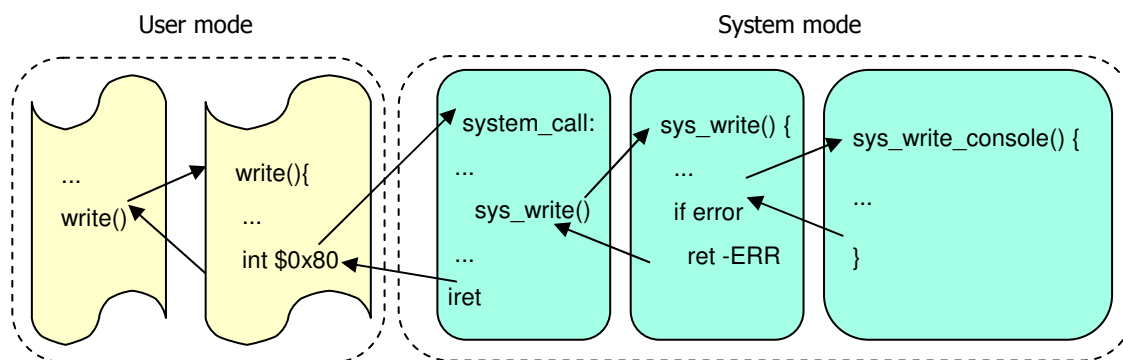 User mode
System mode
...
write()
write(){
...
int $0x80
system_call:
...
sys_write()
...
iret
sys_write() {
...
if error
ret -ERR
sys_write_console() {
...
}